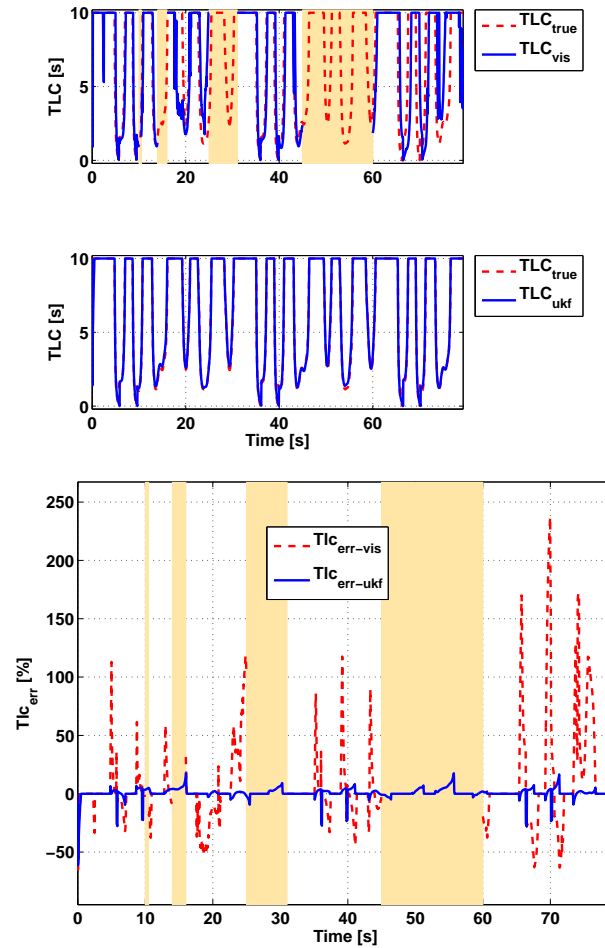 10
5
0
TLC [s]
0 20 40 60
TLC_true
TLC_vis
10
5
0
TLC [s]
0 20 40 60
Time [s]
TLC_true
TLC_ukf
250
200
150
100
50
0
−50
Tlc_err [%]
Tlc_err−vis
Tlc_err−ukf
0 10 20 30 40 50 60 70
Time [s]